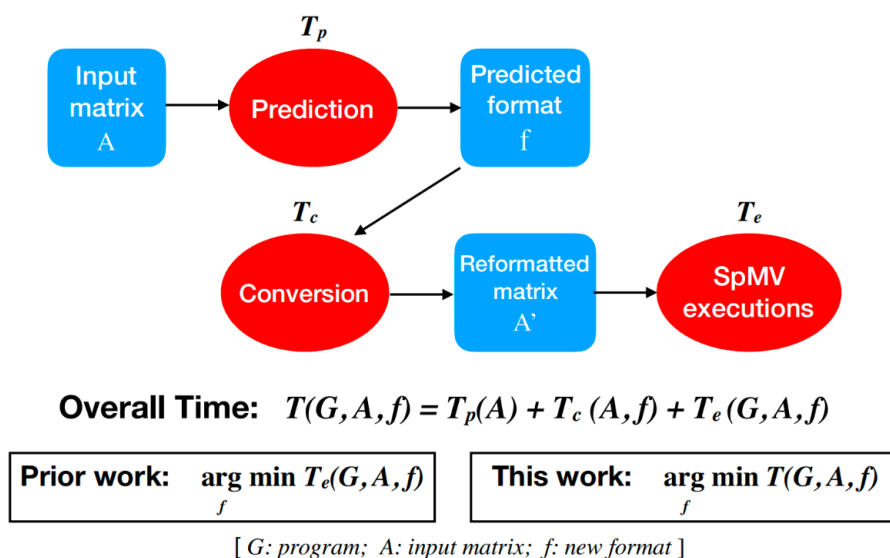 T_p
Input
matrix
A
Prediction
Predicted
format
f
T_c
T_e
Conversion
Reformatted
matrix
A’
SpMV
executions
Overall Time: T(G, A, f) = T_p(A) + T_c (A, f) + T_e (G, A, f)
Prior work: arg min T_e(G, A, f)
f
This work: arg min T(G, A, f)
f
[ G: program; A: input matrix; f: new format ]